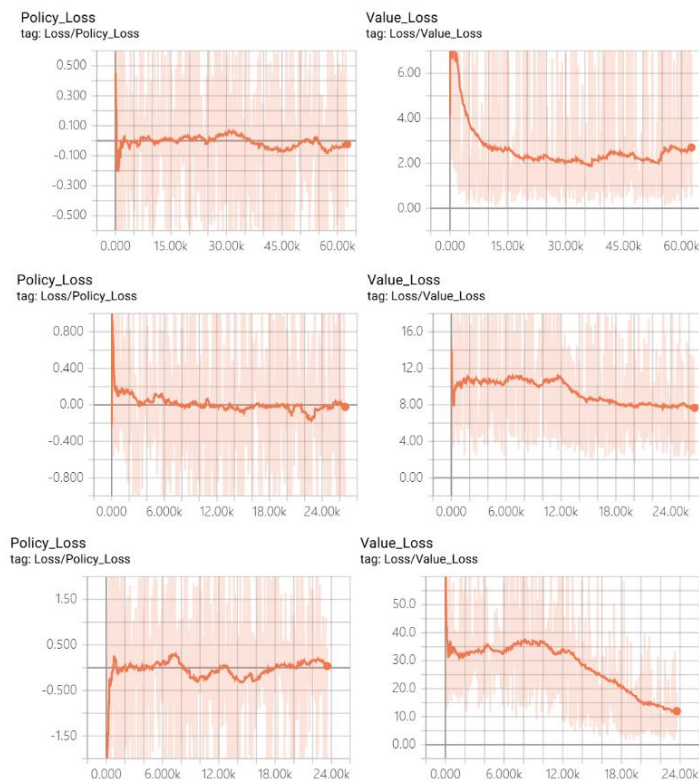 Policy_Loss
tag: Loss/Policy_Loss
0.500
0.300
0.100
-0.100
-0.300
-0.500
0.000 15.00k 30.00k 45.00k 60.00k
Value_Loss
tag: Loss/Value_Loss
6.00
4.00
2.00
0.00
0.000 15.00k 30.00k 45.00k 60.00k
Policy_Loss
tag: Loss/Policy_Loss
0.800
0.400
0.00
-0.400
-0.800
0.000 6.000k 12.00k 18.00k 24.00k
Value_Loss
tag: Loss/Value_Loss
16.0
12.0
8.00
4.00
0.00
0.000 6.000k 12.00k 18.00k 24.00k
Policy_Loss
tag: Loss/Policy_Loss
1.50
0.500
-0.500
-1.50
0.000 6.000k 12.00k 18.00k 24.00k
Value_Loss
tag: Loss/Value_Loss
50.0
40.0
30.0
20.0
10.0
0.00
0.000 6.000k 12.00k 18.00k 24.00